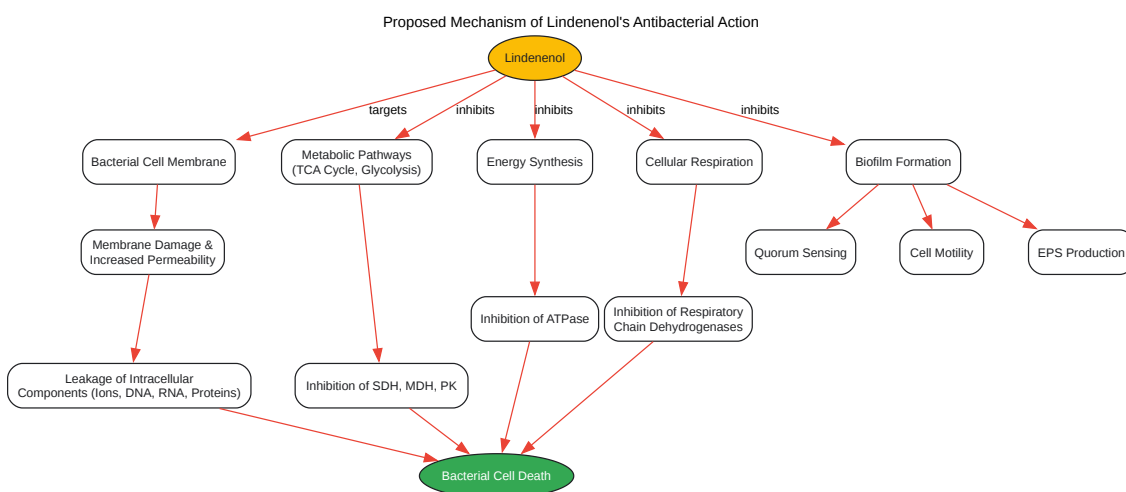 Proposed Mechanism of Lindenenol's Antibacterial Action
Lindenenol
targets
inhibits
inhibits
inhibits
inhibits
Bacterial Cell Membrane
Metabolic Pathways
(TCA Cycle, Glycolysis)
Energy Synthesis
Cellular Respiration
Biofilm Formation
Membrane Damage &
Increased Permeability
Quorum Sensing
Cell Motility
EPS Production
Inhibition of ATPase
Inhibition of Respiratory
Chain Dehydrogenases
Leakage of Intracellular
Components (Ions, DNA, RNA, Proteins)
Inhibition of SDH, MDH, PK
Bacterial Cell Death